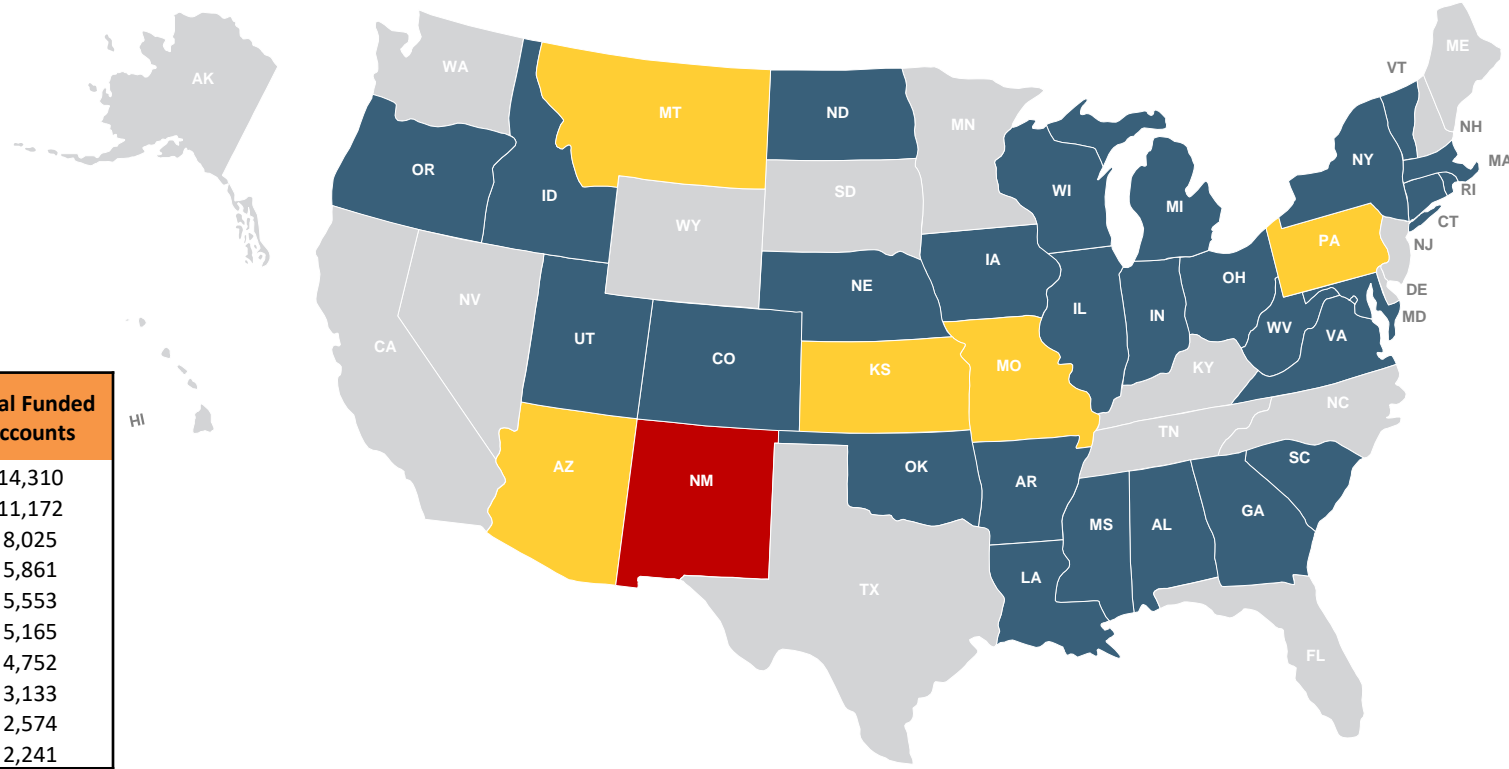 AK
WA
MT
ND
MN
VT
ME
NH
MA
RI
CT
NJ
DE
MD
OR
ID
WY
SD
WI
MI
NY
PA
NV
CA
UT
CO
NE
IA
IL
IN
OH
WV
VA
KS
MO
KY
NC
TN
AZ
NM
OK
AR
SC
MS
AL
GA
LA
TX
FL
HI
Funded
14,310
11,172
8,025
5,861
5,553
5,165
4,752
3,133
2,574
2,241